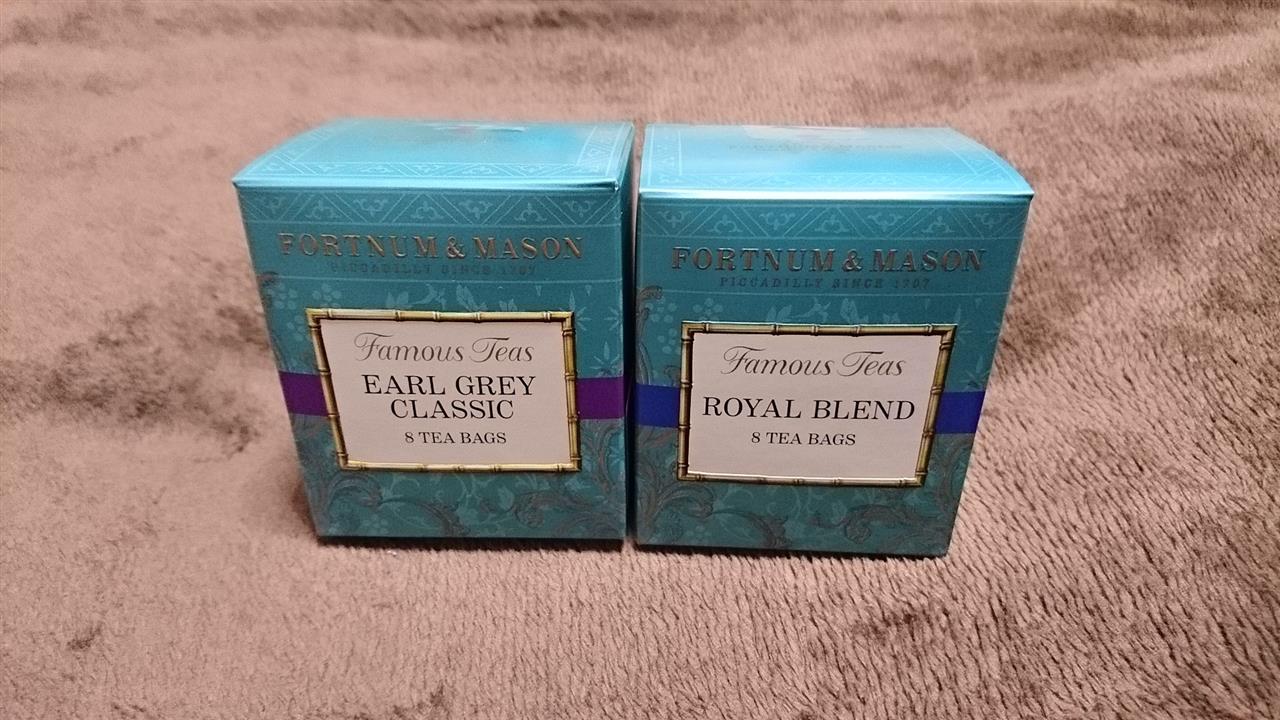 FORTNUM & MASON
PICCADILLY SINCE 1707
Famous Teas
EARL GREY
CLASSIC
8 TEA BAGS
FORTNUM & MASON
PICCADILLY SINCE 1707
Famous Teas
ROYAL BLEND
8 TEA BAGS